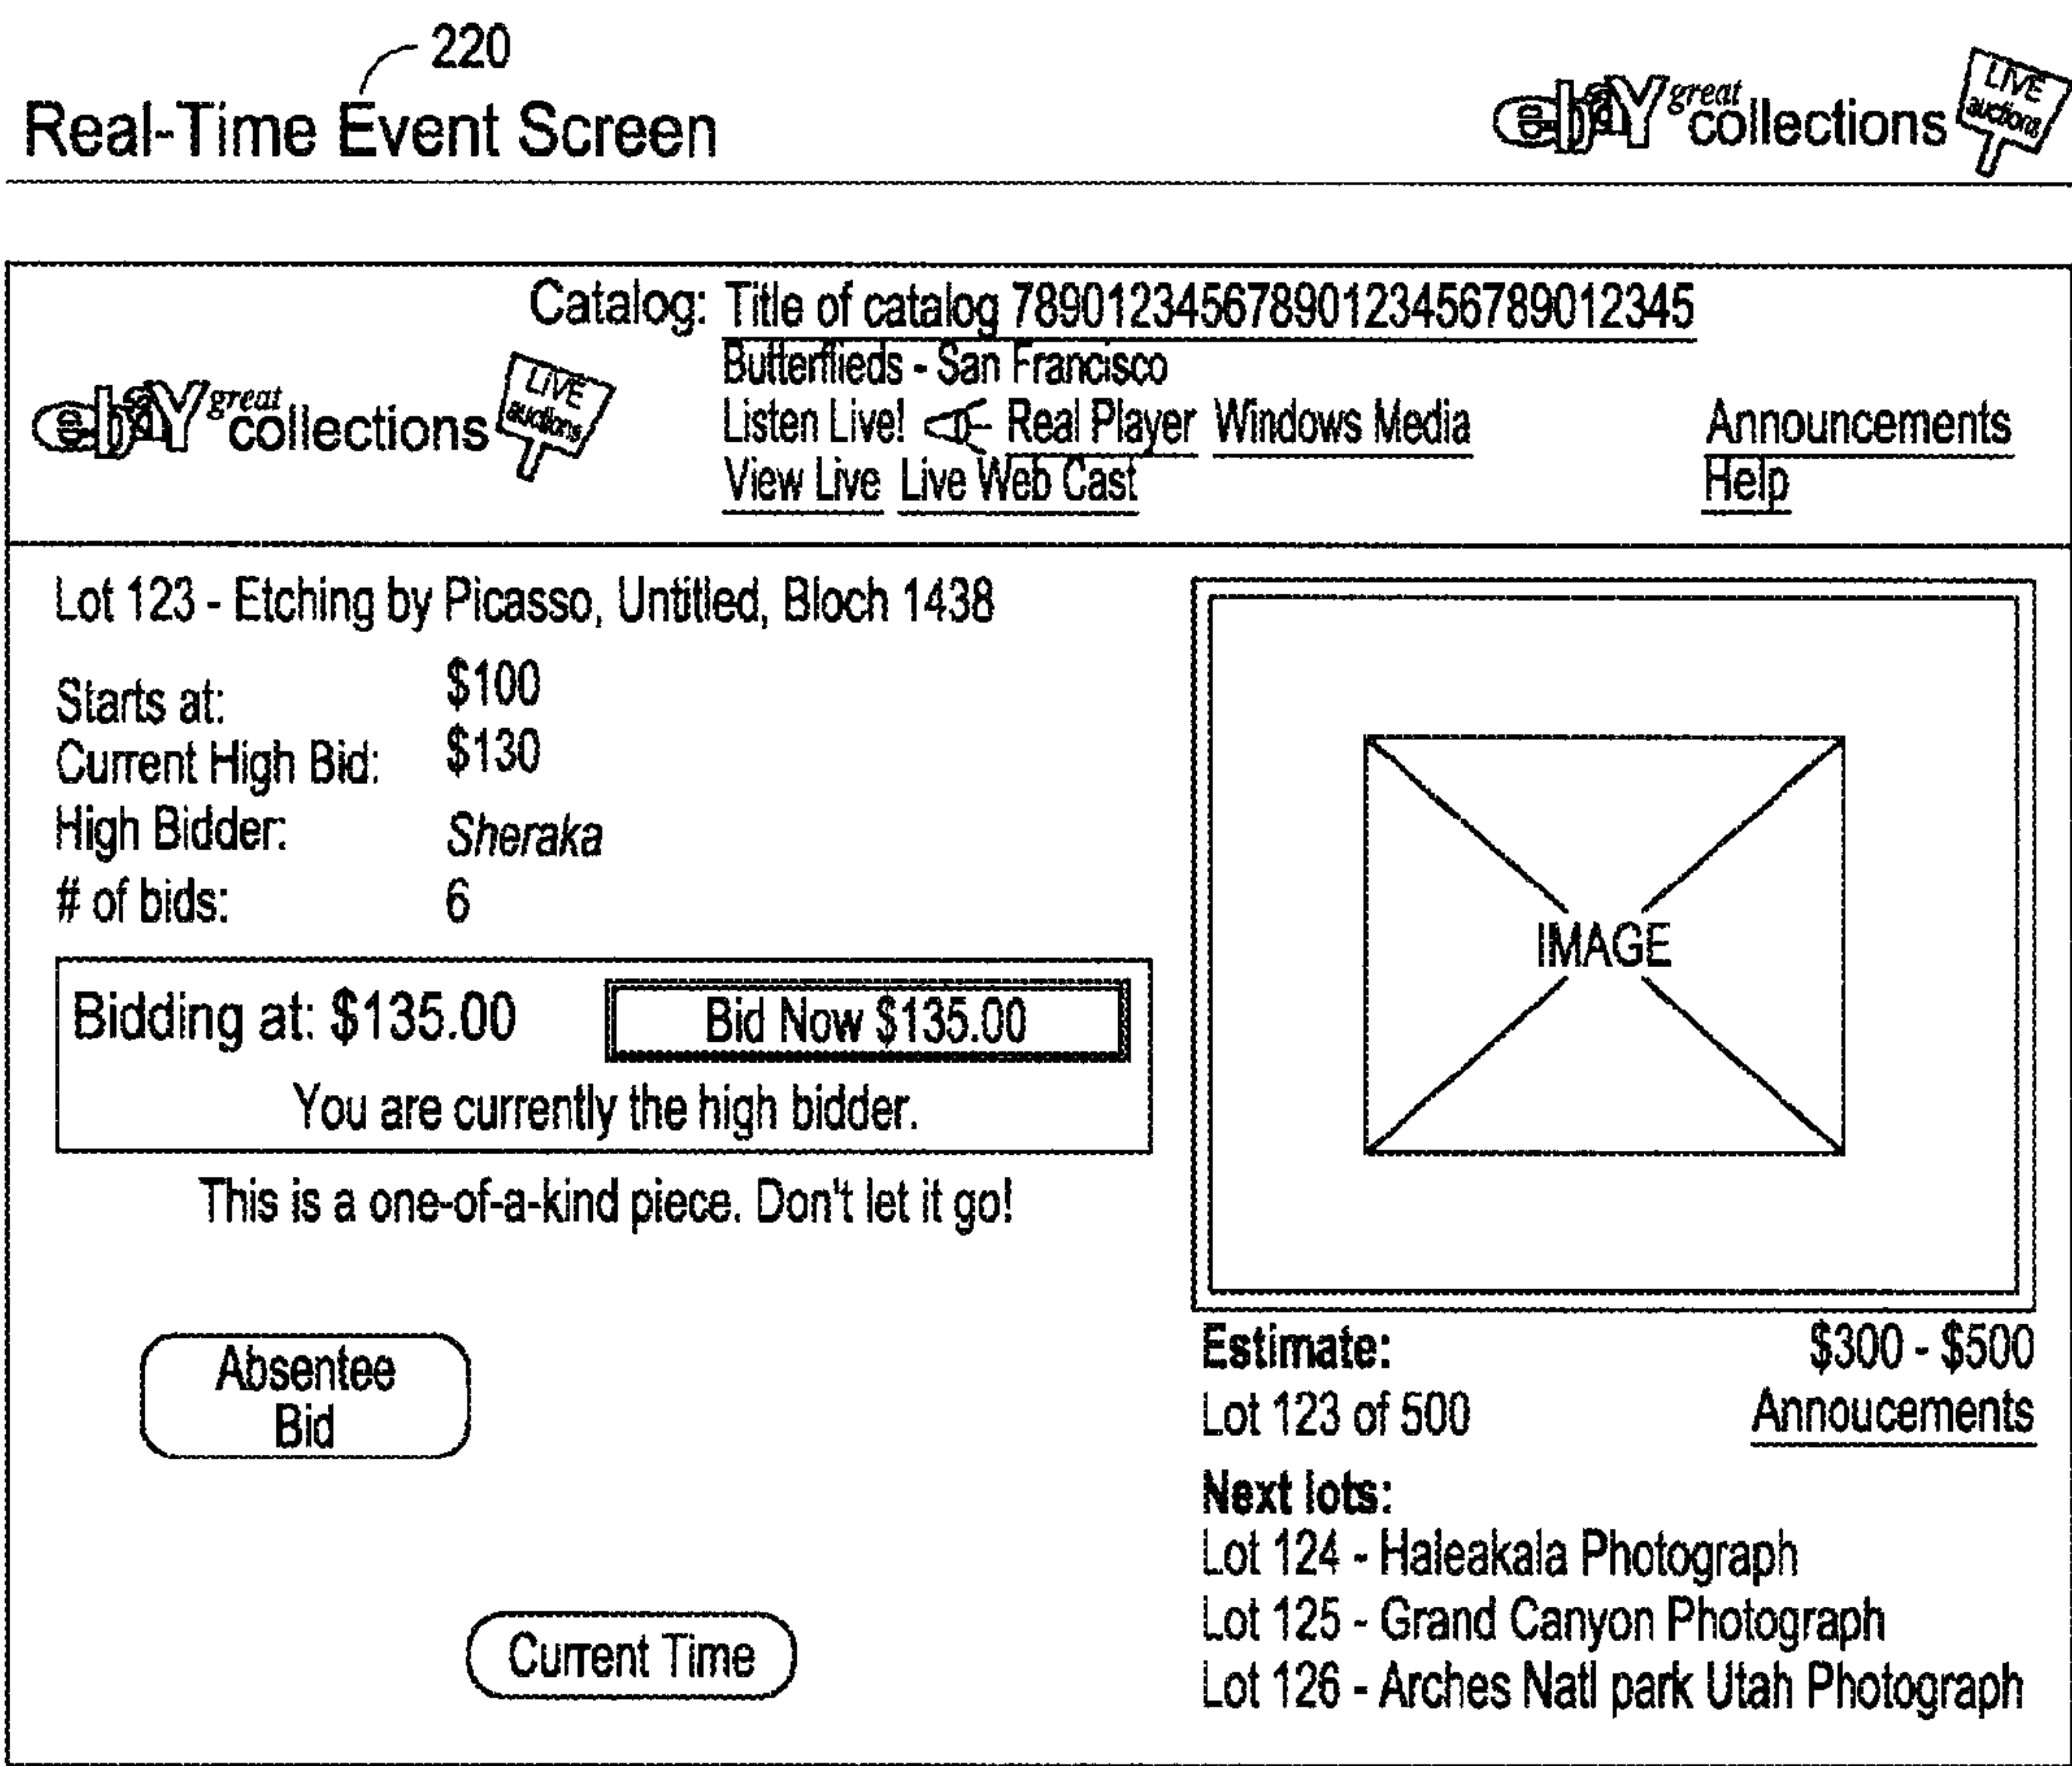 220
Real-Time Event Screen
ebaY great collections LIVE auctions
Catalog: Title of catalog 78901234567890123456789012345
Butterflieds - San Francisco
ebaY great collections LIVE auctions
Listen Live! Real Player Windows Media
View Live Live Web Cast
Announcements
Help
Lot 123 - Etching by Picasso, Untitled, Bloch 1438
Starts at: $100
Current High Bid: $130
High Bidder: Sheraka
# of bids: 6
Bidding at: $135.00 Bid Now $135.00
You are currently the high bidder.
This is a one-of-a-kind piece. Don't let it go!
Absentee
Bid
Current Time
IMAGE
Estimate: $300 - $500
Lot 123 of 500 Annoucements
Next lots:
Lot 124 - Haleakala Photograph
Lot 125 - Grand Canyon Photograph
Lot 126 - Arches Natl park Utah Photograph